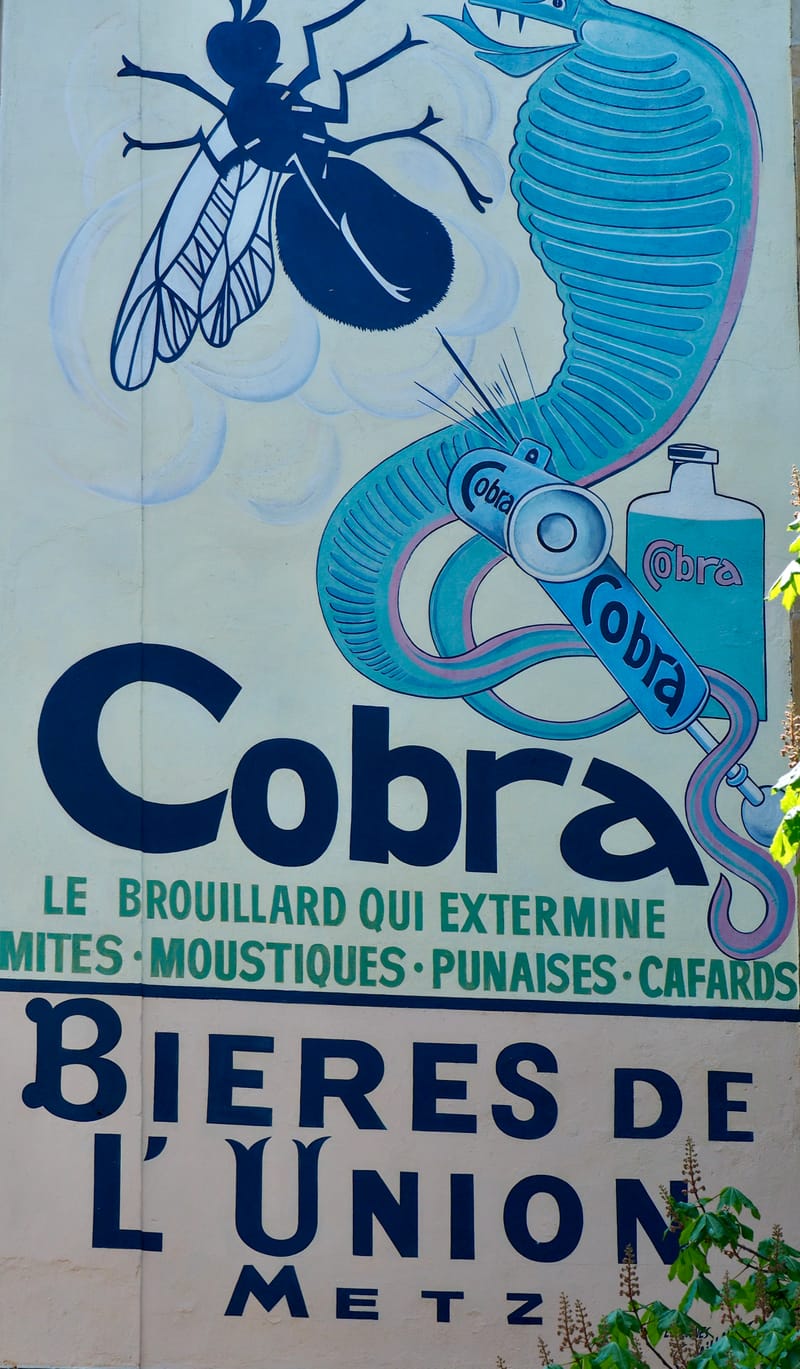 Cobra
Cobra
Cobra
Cobra
LE BROUILLARD QUI EXTERMINE
MITES · MOUSTIQUES · PUNAISES · CAFARDS
BIERES DE
L'UNION
METZ